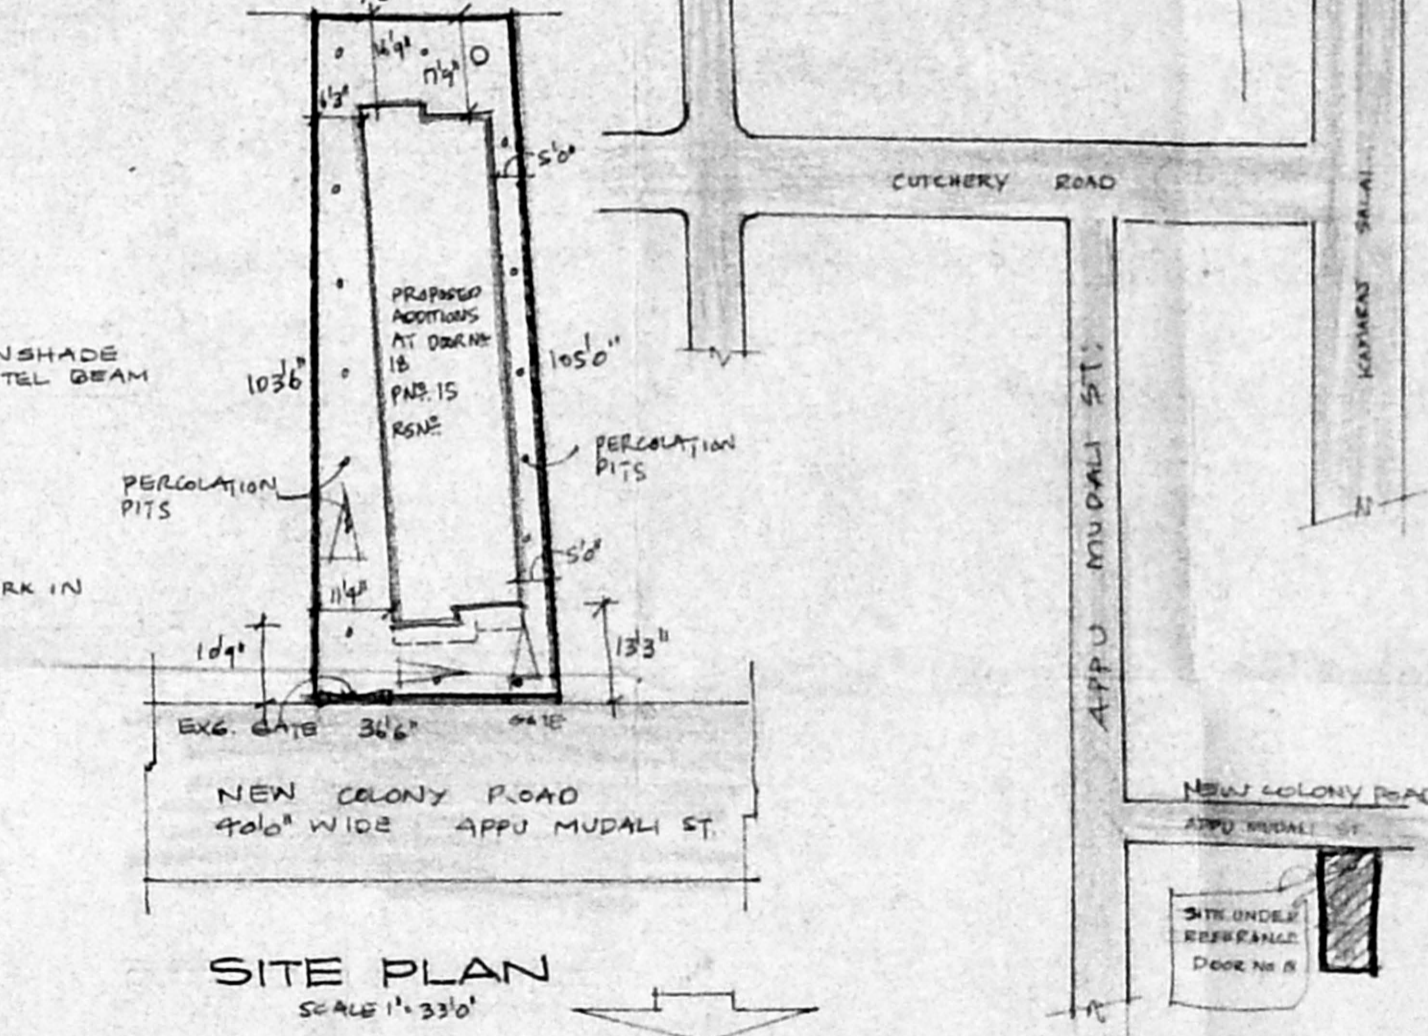 16'9"
17'9"
6'3"
5'0"
CUTCHERY ROAD
KAMARAJ SALAI
PROPOSED
ADDITIONS
AT DOOR Nº
18
PNº. 15
RSNº
NSHADE
TEL BEAM
103'6"
105'0"
APPU MUDALI ST.
PERCOLATION
PITS
PERCOLATION
PITS
N
5'0"
RK IN
11'9"
10'9"
13'3"
EXG. GATE 36'6" GATE
NEW COLONY ROAD
40'0" WIDE APPU MUDALI ST.
NEW COLONY ROAD
APPU MUDALI ST
SITE UNDER
REFERANCE
DOOR No
SITE PLAN
SCALE 1" = 33'0"